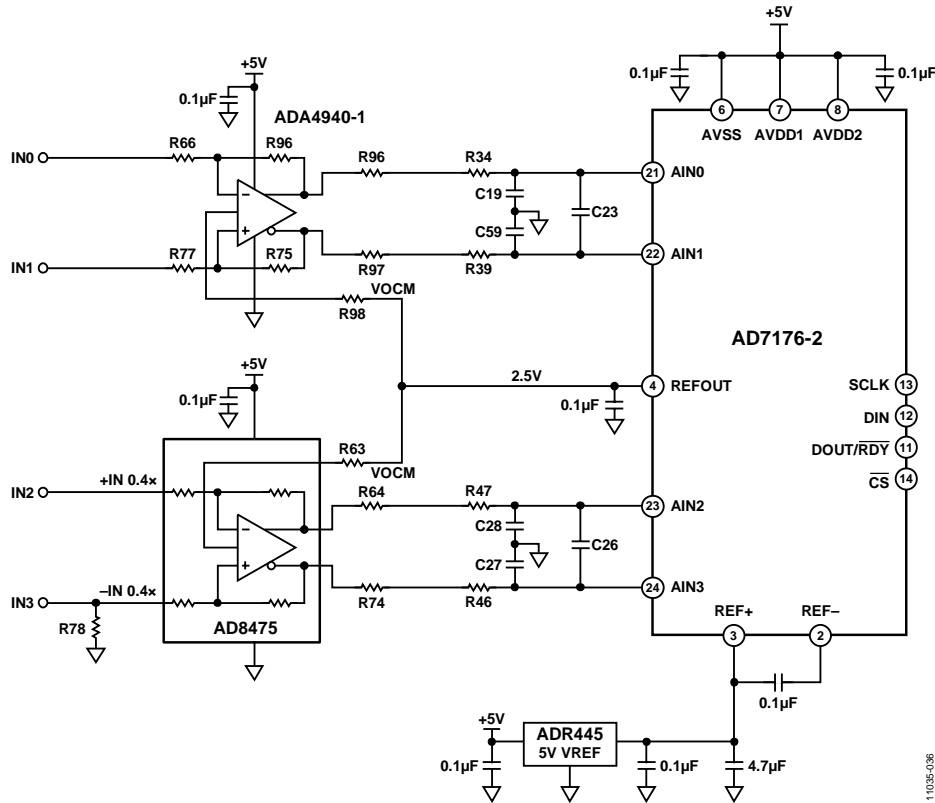 +5V
+5V
0.1µF
0.1µF
0.1µF
6
7
8
ADA4940-1
AVSS
AVDD1
AVDD2
IN0
R66
R96
R96
R34
21
AIN0
−
C19
C23
+
C59
22
AIN1
IN1
R77
R75
R97
R39
VOCM
R98
AD7176-2
+5V
2.5V
4
REFOUT
SCLK
13
0.1µF
0.1µF
DIN
12
R63
VOCM
DOUT/RDY
11
CS
14
IN2
+IN 0.4×
R64
R47
23
AIN2
−
C28
C26
+
C27
24
AIN3
IN3
−IN 0.4×
R74
R46
R78
AD8475
REF+
REF−
3
2
0.1µF
+5V
ADR445
5V VREF
0.1µF
0.1µF
4.7µF
11035-036